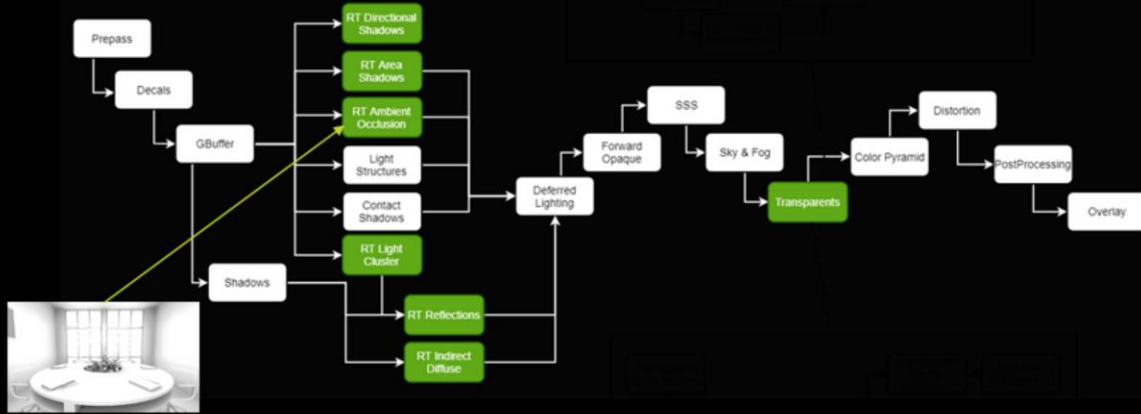 Prepass
Decals
GBuffer
Shadows
RT Directional
Shadows
RT Area
Shadows
RT Ambient
Occlusion
Light
Structures
Contact
Shadows
RT Light
Cluster
RT Reflections
RT Indirect
Diffuse
Deferred
Lighting
Forward
Opaque
SSS
Sky & Fog
Transparents
Color Pyramid
Distortion
PostProcessing
Overlay